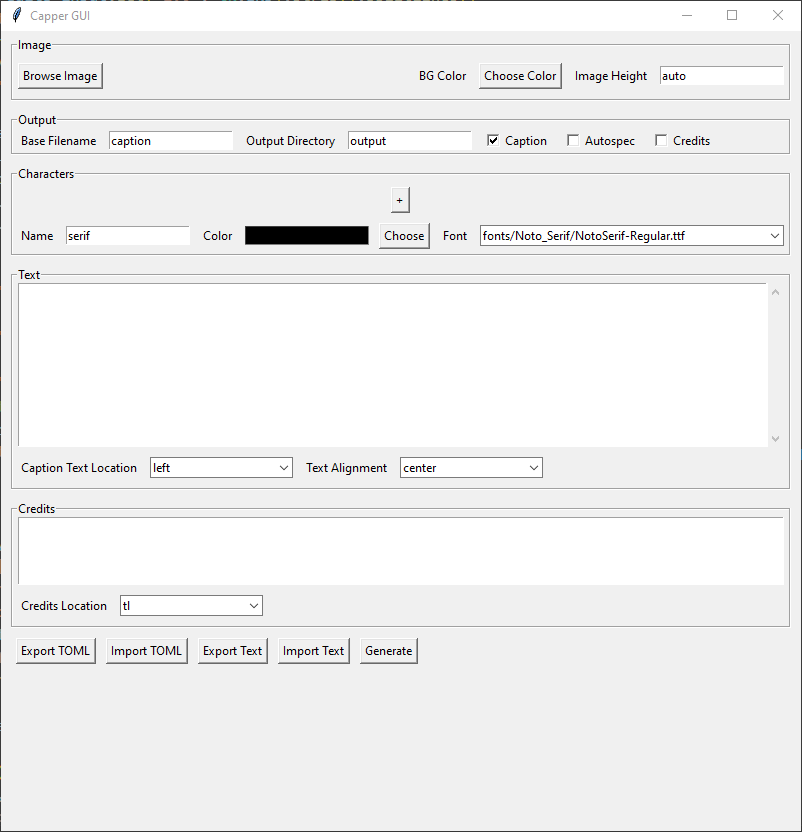 Capper GUI
Image
Browse Image BG Color Choose Color Image Height auto
Output
Base Filename caption Output Directory output Caption Autospec Credits
Characters
+
Name serif Color Choose Font fonts/Noto_Serif/NotoSerif-Regular.ttf
Text
Caption Text Location left Text Alignment center
Credits
Credits Location tl
Export TOML Import TOML Export Text Import Text Generate